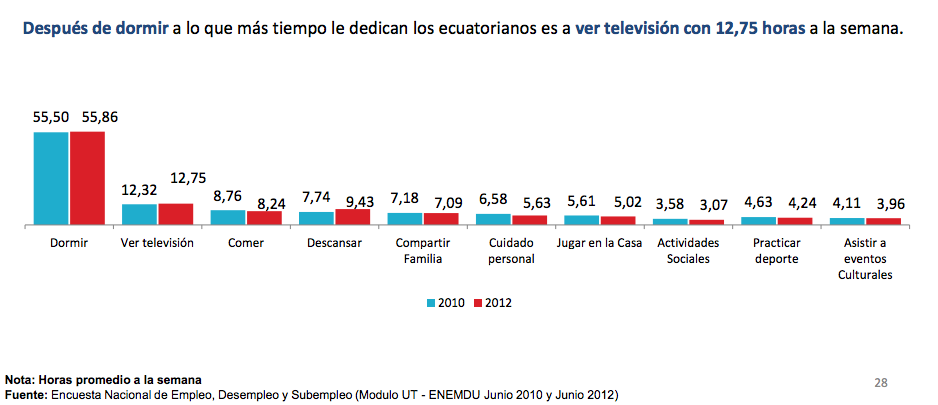 Después de dormir a lo que más tiempo le dedican los ecuatorianos es a ver televisión con 12,75 horas a la semana.
55,50 55,86
12,32 12,75
8,76 8,24
7,74 9,43
7,18 7,09
6,58 5,63
5,61 5,02
3,58 3,07
4,63 4,24
4,11 3,96
Dormir
Ver televisión
Comer
Descansar
Compartir
Familia
Cuidado
personal
Jugar en la Casa
Actividades
Sociales
Practicar
deporte
Asistir a
eventos
Culturales
2010 2012
Nota: Horas promedio a la semana
Fuente: Encuesta Nacional de Empleo, Desempleo y Subempleo (Modulo UT - ENEMDU Junio 2010 y Junio 2012)
28